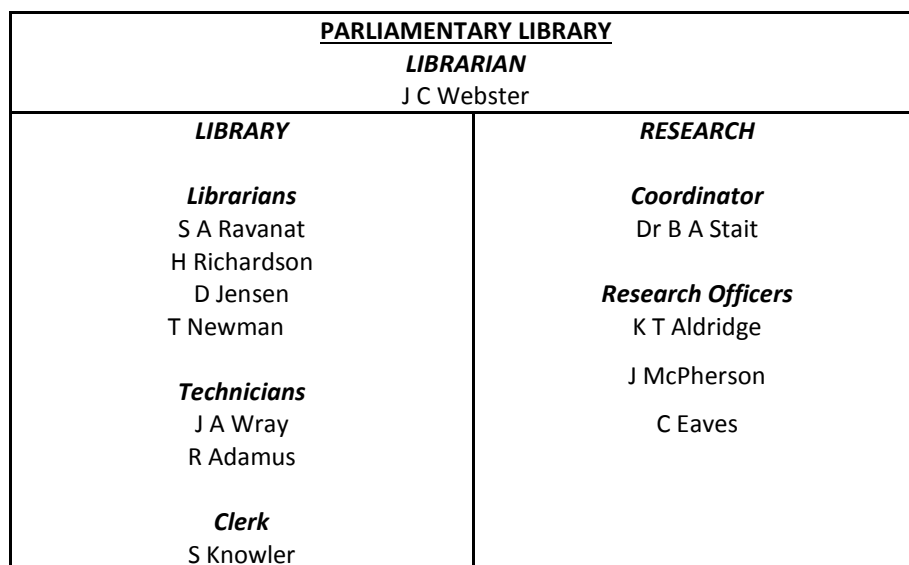 PARLIAMENTARY LIBRARY
LIBRARIAN
J C Webster
LIBRARY
Librarians
S A Ravanat
H Richardson
D Jensen
T Newman
Technicians
J A Wray
R Adamus
Clerk
S Knowler
RESEARCH
Coordinator
Dr B A Stait
Research Officers
K T Aldridge
J McPherson
C Eaves